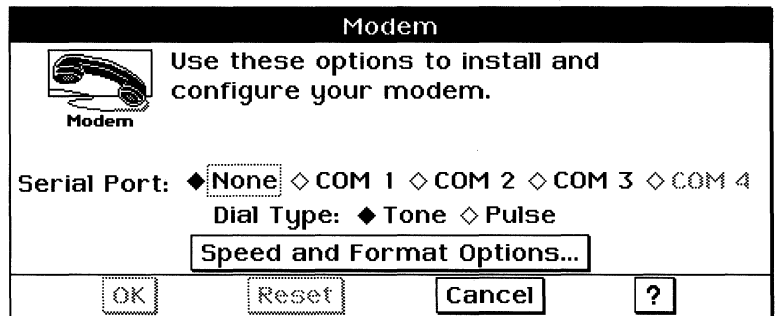 Modem
Use these options to install and
configure your modem.
Modem
Serial Port: None COM 1 COM 2 COM 3 COM 4
Dial Type: Tone Pulse
Speed and Format Options...
OK Reset Cancel ?